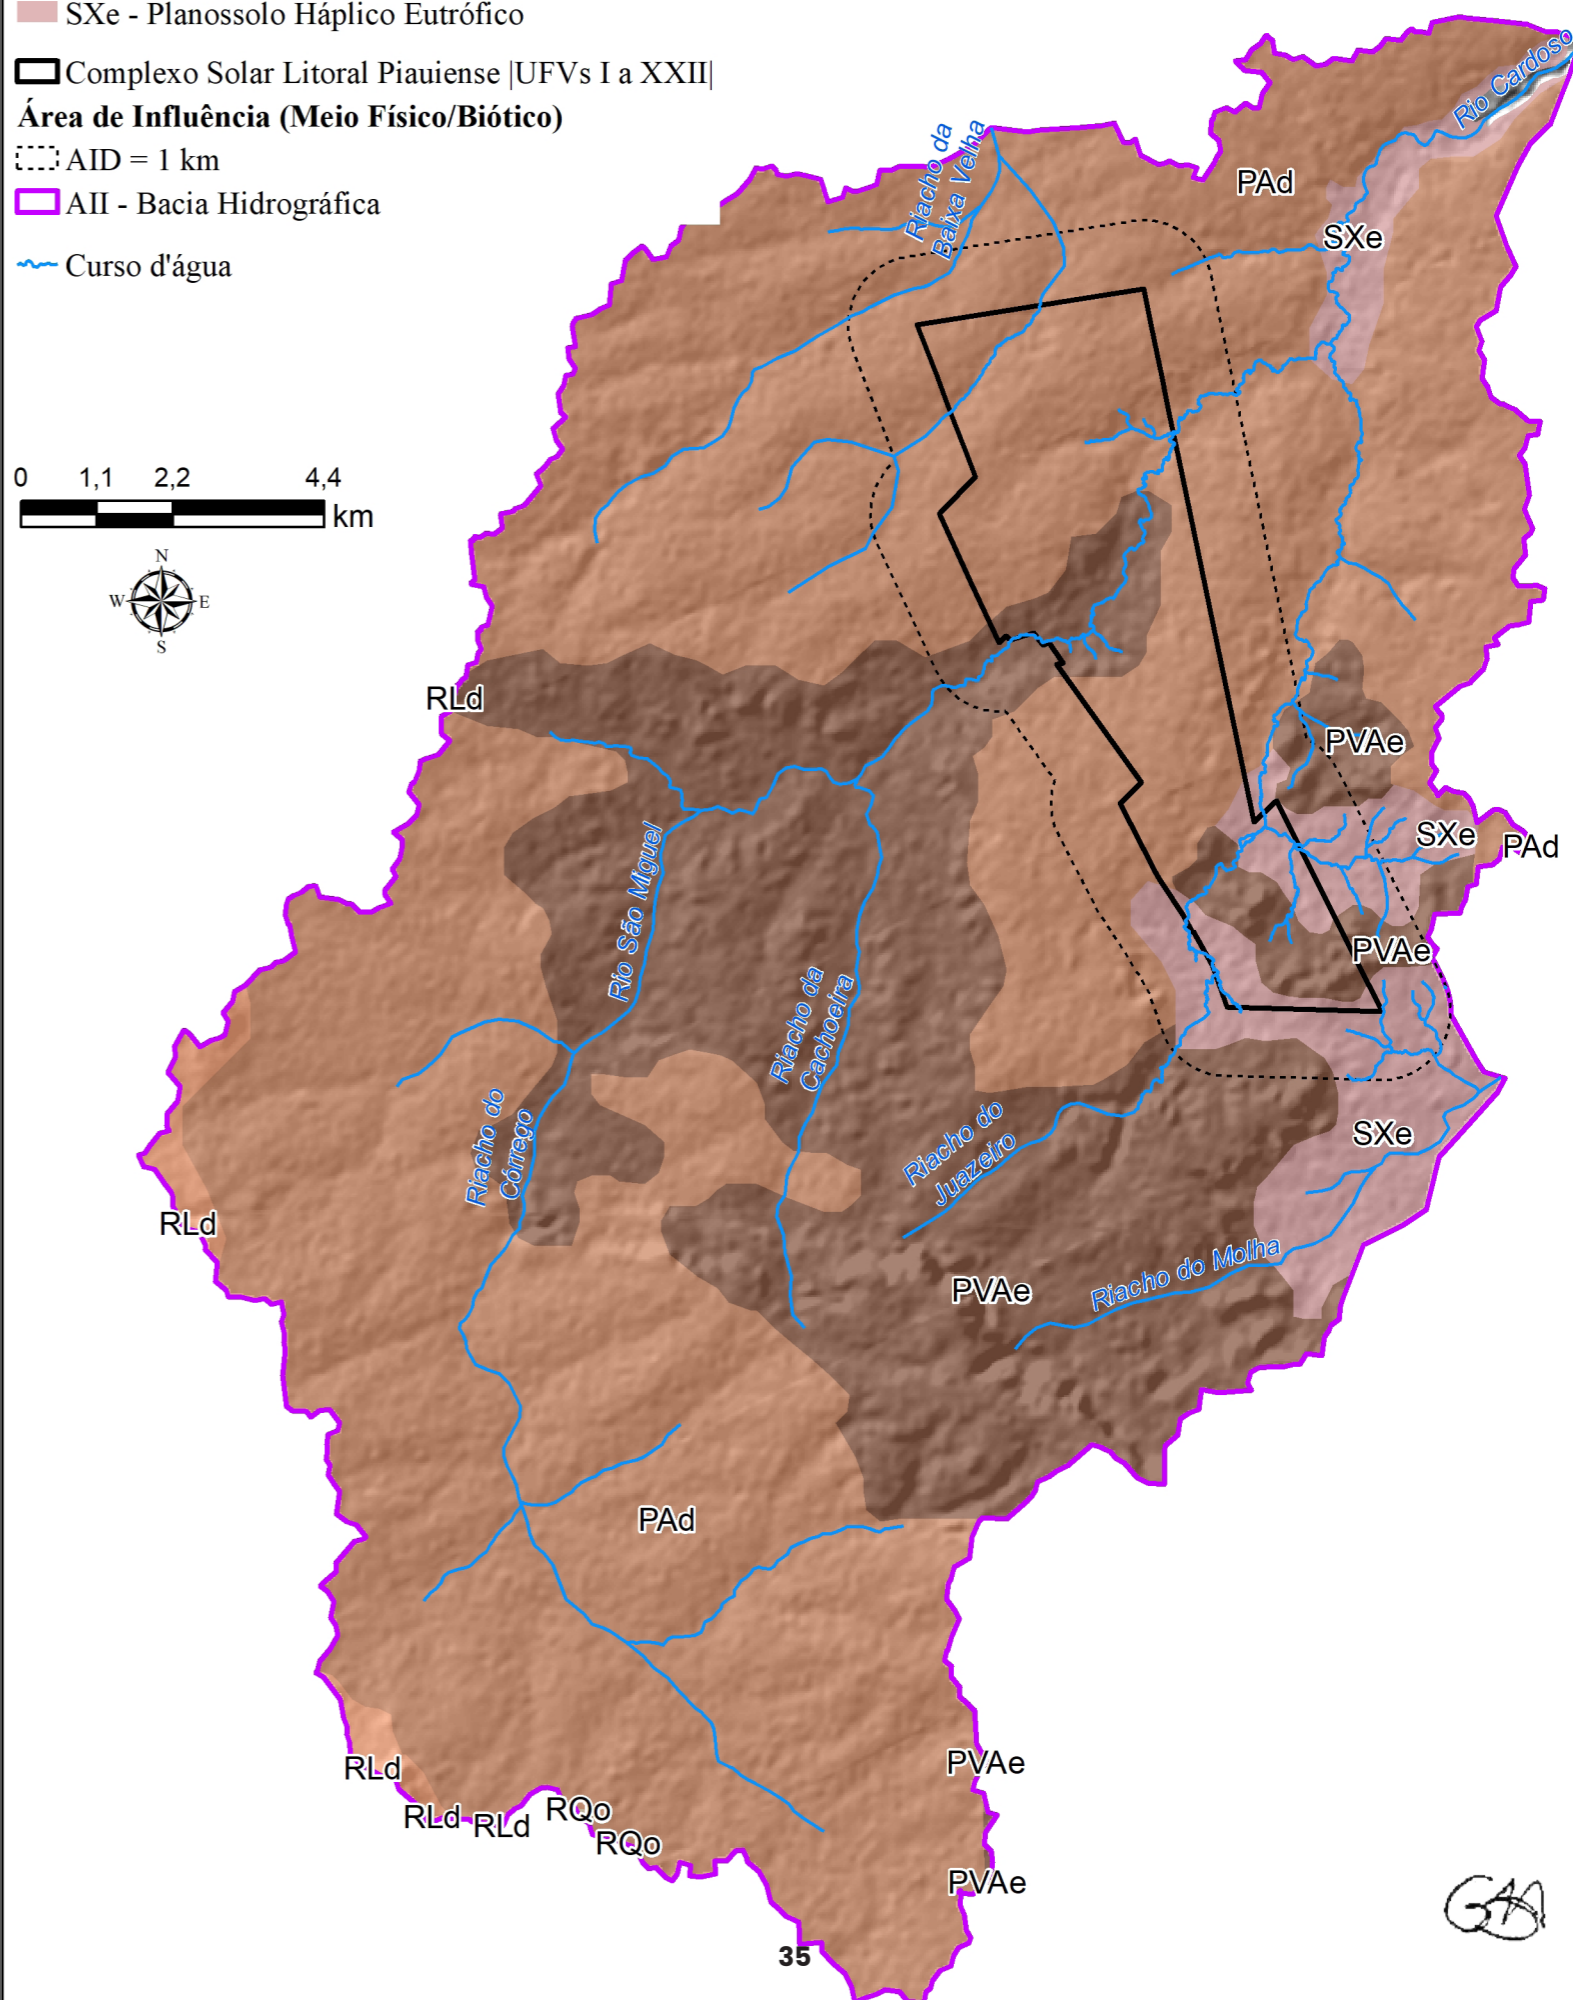 SXe - Planossolo Háplico Eutrófico
Complexo Solar Litoral Piauiense |UFVs I a XXII|
Área de Influência (Meio Físico/Biótico)
AID = 1 km
AII - Bacia Hidrográfica
Curso d'água
0 1,1 2,2 4,4
km
N
W E
S
Rio Cardoso
Riacho da
Baixa Velha
PAd
SXe
RLd
PVAe
SXe
PAd
Rio São Miguel
PVAe
Riacho da
Cachoeira
Riacho do
Córrego
Riacho do
Juazeiro
SXe
RLd
Riacho do Molha
PVAe
PAd
PVAe
RLd
RLd
RLd
RQo
RQo
PVAe
35